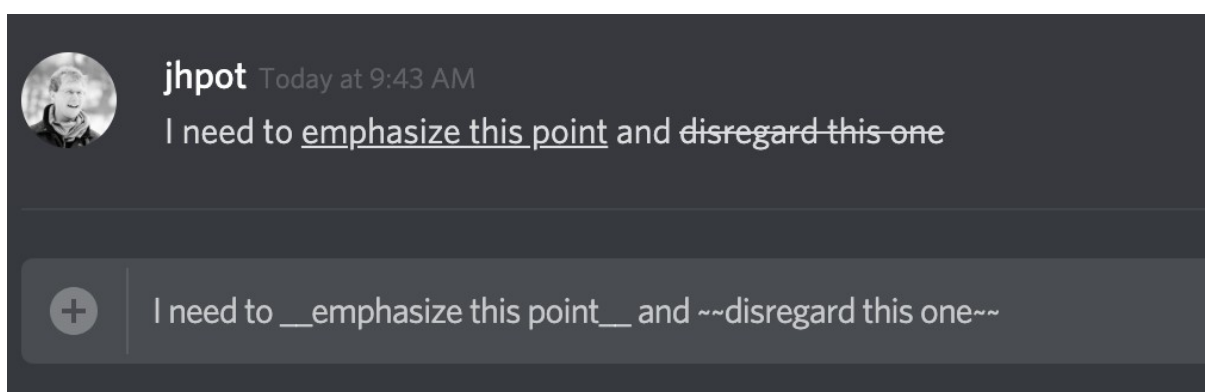 jhpot Today at 9:43 AM
I need to emphasize this point and disregard this one
I need to __emphasize this point__ and ~~disregard this one~~